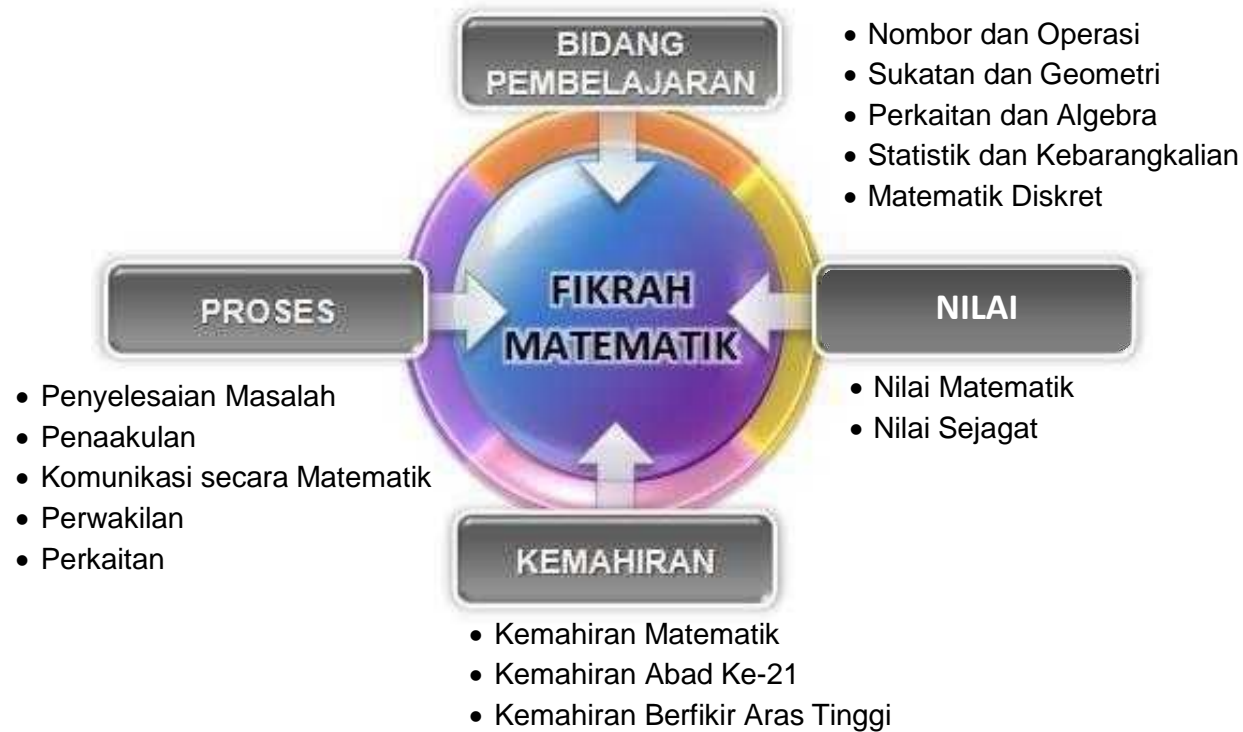 BIDANG
PEMBELAJARAN
• Nombor dan Operasi
• Sukatan dan Geometri
• Perkaitan dan Algebra
• Statistik dan Kebarangkalian
• Matematik Diskret
PROSES
• Penyelesaian Masalah
• Penaakulan
• Komunikasi secara Matematik
• Perwakilan
• Perkaitan
FIKRAH
MATEMATIK
NILAI
• Nilai Matematik
• Nilai Sejagat
KEMAHIRAN
• Kemahiran Matematik
• Kemahiran Abad Ke-21
• Kemahiran Berfikir Aras Tinggi